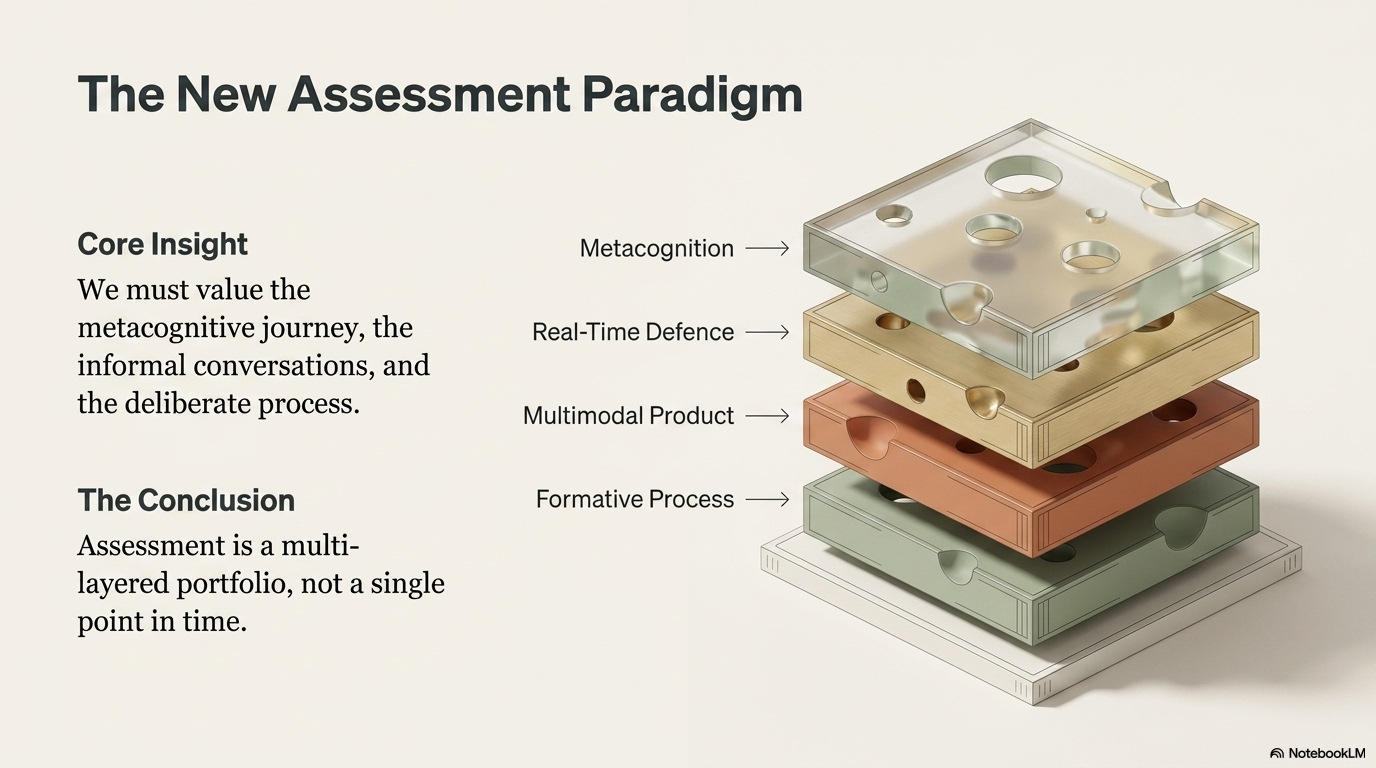 The New Assessment Paradigm
Core Insight
We must value the
metacognitive journey, the
informal conversations, and
the deliberate process.
The Conclusion
Assessment is a multi-
layered portfolio, not a single
point in time.
Metacognition
Real-Time Defence
Multimodal Product
Formative Process
NotebookLM